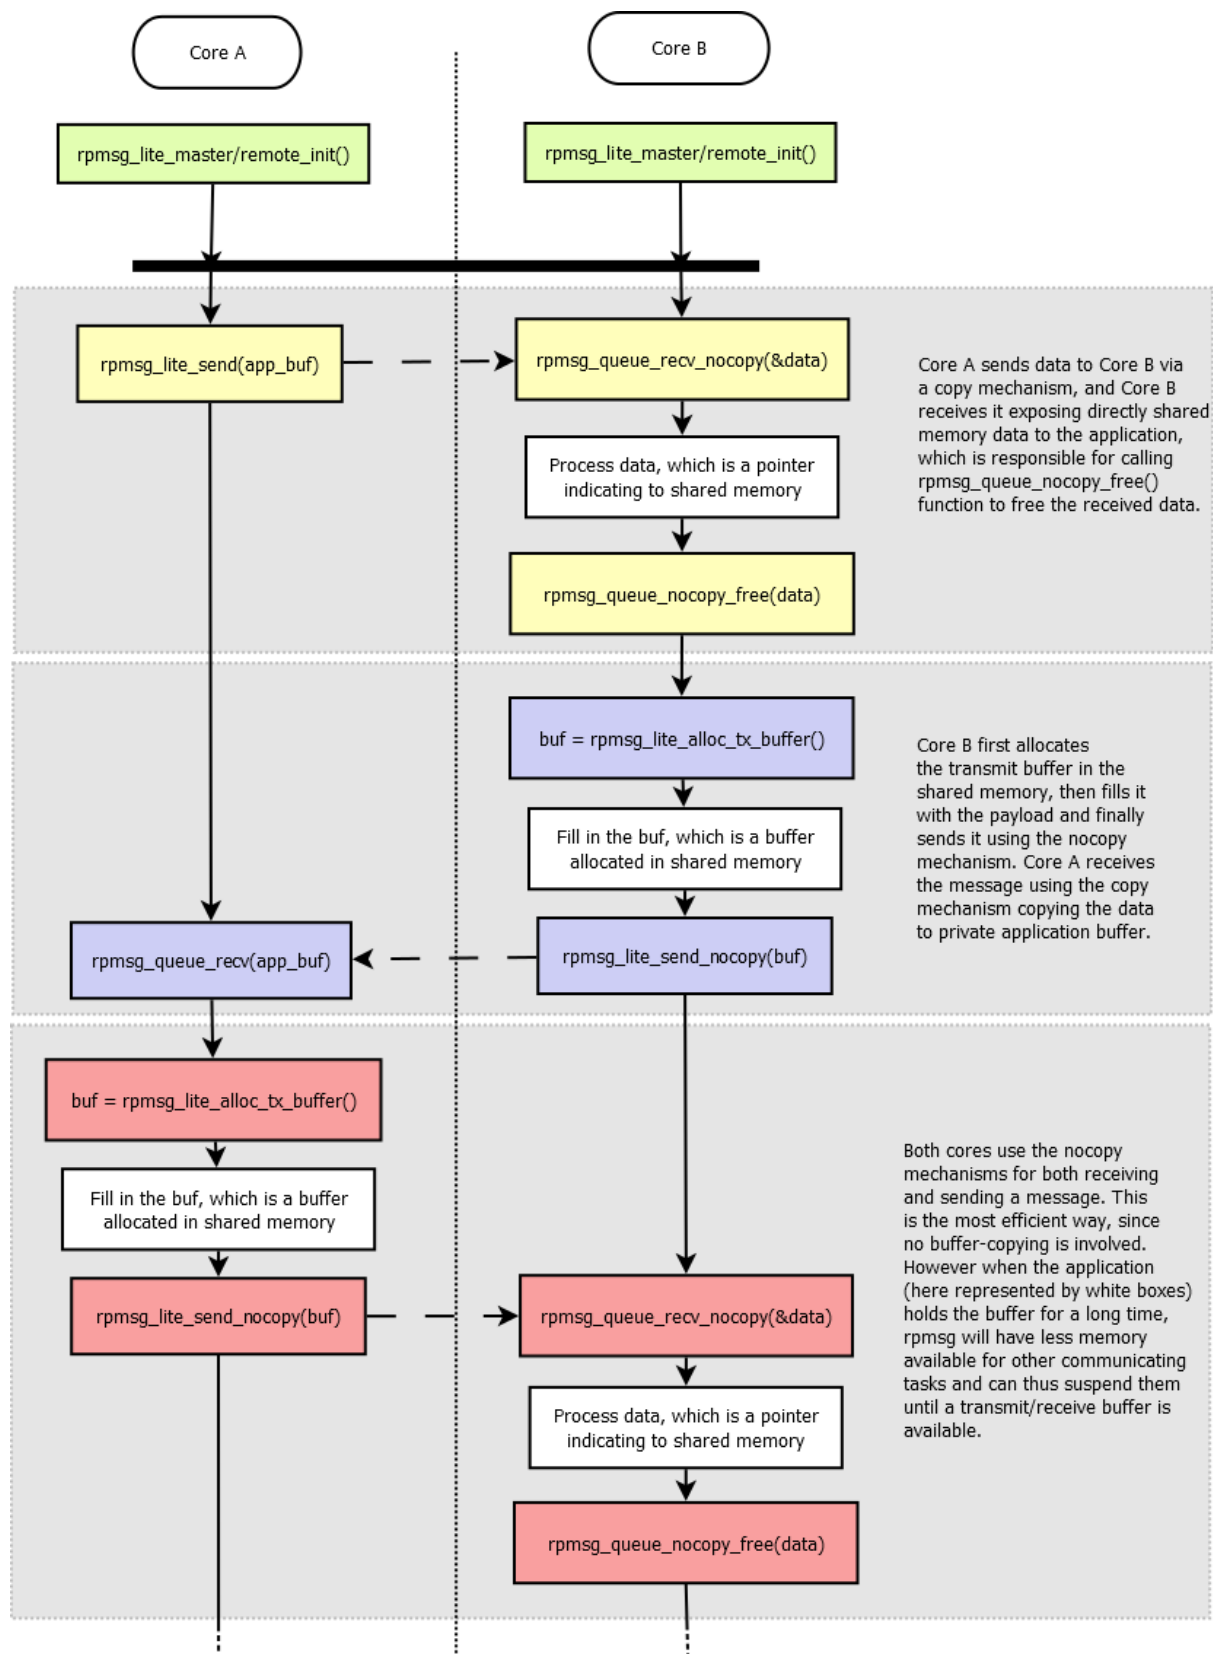 Core A
Core B
rpmsg_lite_master/remote_init()
rpmsg_lite_master/remote_init()
rpmsg_lite_send(app_buf)
rpmsg_queue_recv_nocopy(&data)
Process data, which is a pointer
indicating to shared memory
rpmsg_queue_nocopy_free(data)
Core A sends data to Core B via
a copy mechanism, and Core B
receives it exposing directly shared
memory data to the application,
which is responsible for calling
rpmsg_queue_nocopy_free()
function to free the received data.
buf = rpmsg_lite_alloc_tx_buffer()
Fill in the buf, which is a buffer
allocated in shared memory
rpmsg_lite_send_nocopy(buf)
rpmsg_queue_recv(app_buf)
Core B first allocates
the transmit buffer in the
shared memory, then fills it
with the payload and finally
sends it using the nocopy
mechanism. Core A receives
the message using the copy
mechanism copying the data
to private application buffer.
buf = rpmsg_lite_alloc_tx_buffer()
Fill in the buf, which is a buffer
allocated in shared memory
rpmsg_lite_send_nocopy(buf)
rpmsg_queue_recv_nocopy(&data)
Process data, which is a pointer
indicating to shared memory
rpmsg_queue_nocopy_free(data)
Both cores use the nocopy
mechanisms for both receiving
and sending a message. This
is the most efficient way, since
no buffer-copying is involved.
However when the application
(here represented by white boxes)
holds the buffer for a long time,
rpmsg will have less memory
available for other communicating
tasks and can thus suspend them
until a transmit/receive buffer is
available.